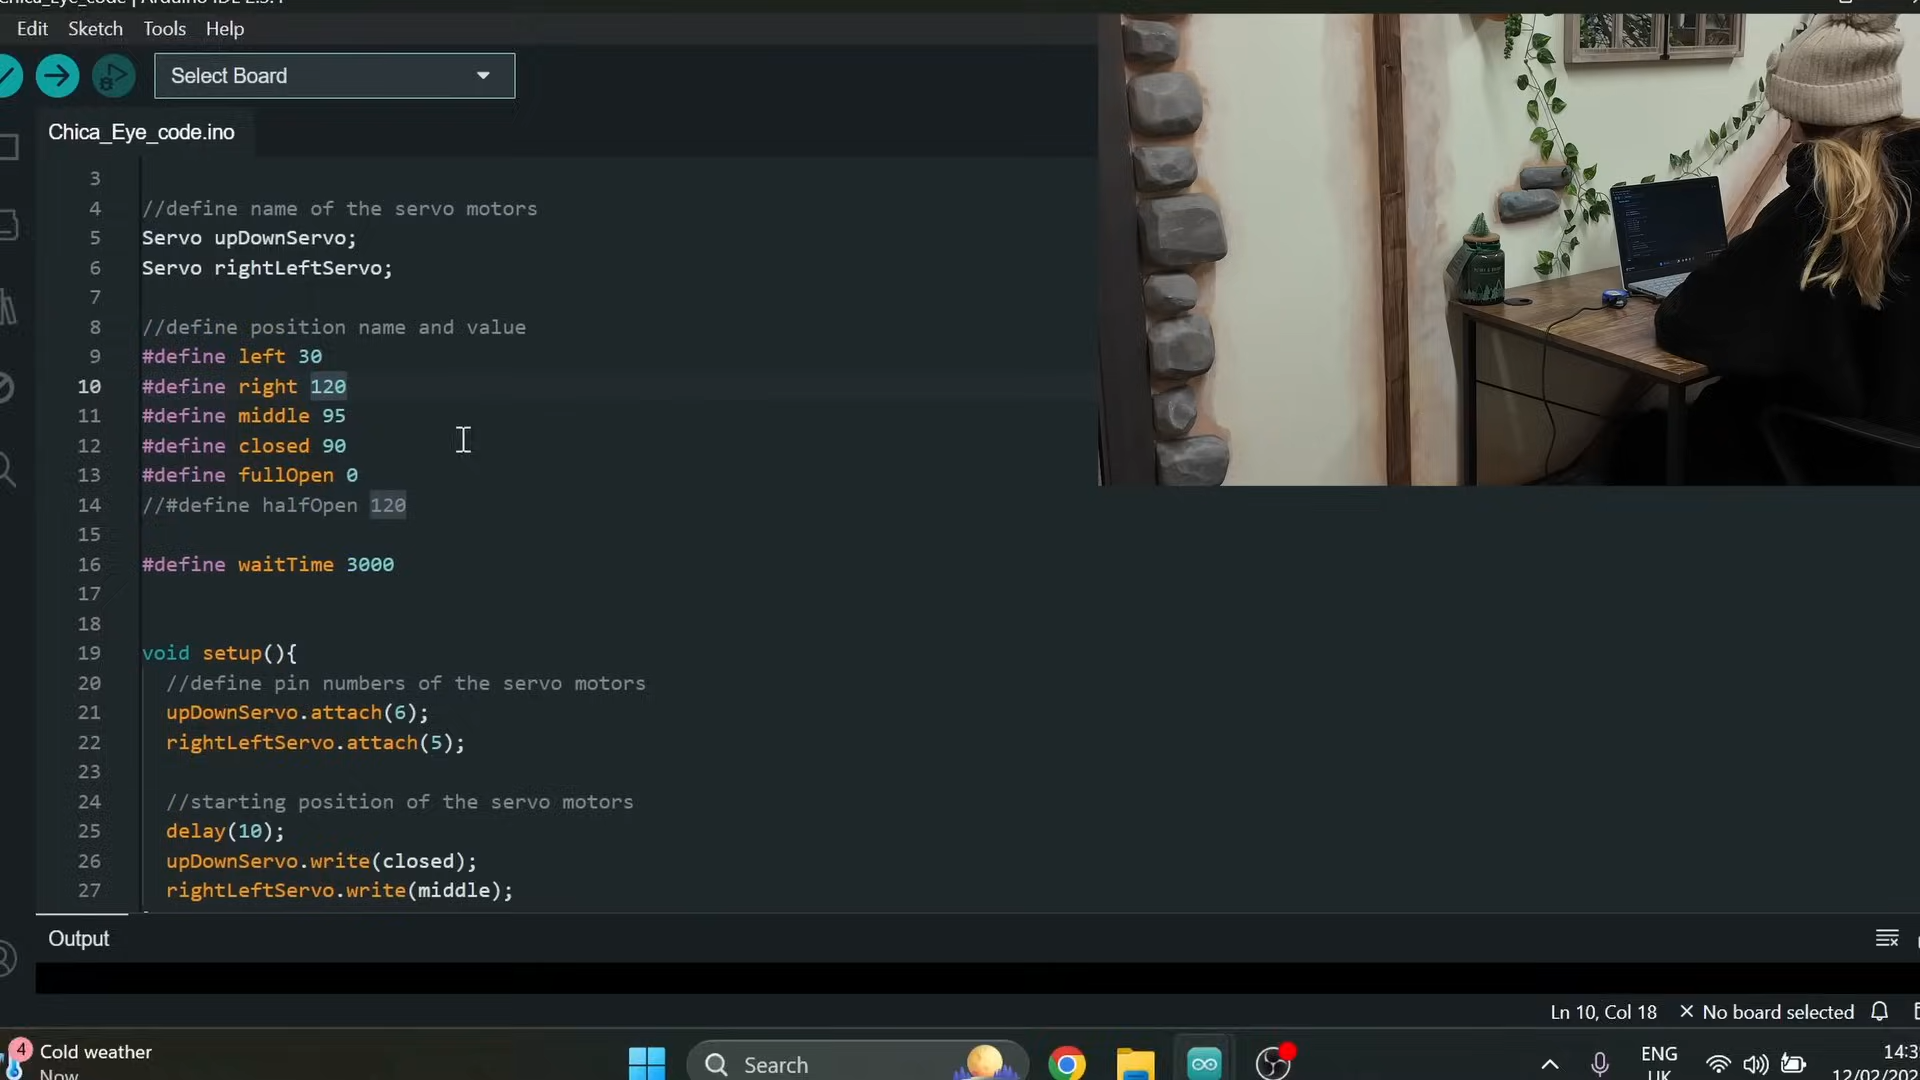 Edit Sketch Tools Help
Select Board
Chica_Eye_code.ino
3
4 //define name of the servo motors
5 Servo upDownServo;
6 Servo rightLeftServo;
7
8 //define position name and value
9 #define left 30
10 #define right 120
11 #define middle 95
12 #define closed 90
13 #define fullOpen 0
14 //#define halfOpen 120
15
16 #define waitTime 3000
17
18
19 void setup(){
20 //define pin numbers of the servo motors
21 upDownServo.attach(6);
22 rightLeftServo.attach(5);
23
24 //starting position of the servo motors
25 delay(10);
26 upDownServo.write(closed);
27 rightLeftServo.write(middle);
Output
Ln 10, Col 18 × No board selected
4 Cold weather
Now
Search
ENG
UK
14:3
12/02/202